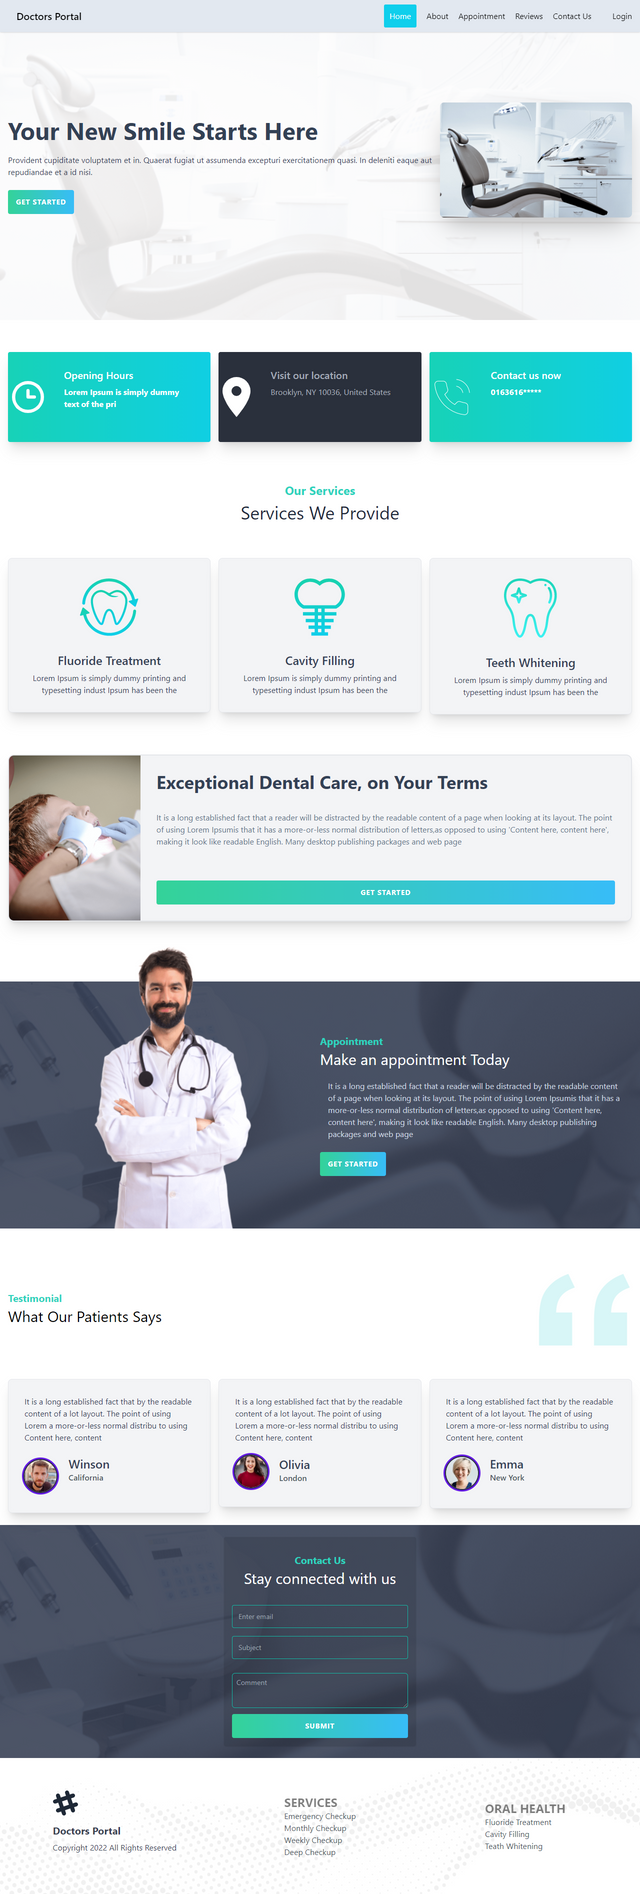 Doctors Portal
Home About Appointment Reviews Contact Us Login
Your New Smile Starts Here
Provident cupiditate voluptatem et in. Quaerat fugiat ut assumenda excepturi exercitationem quasi. In deleniti eaque aut
repudiandae et a id nisi.
GET STARTED
Opening Hours
Lorem Ipsum is simply dummy
text of the pri
Visit our location
Brooklyn, NY 10036, United States
Contact us now
0163616*****
Our Services
Services We Provide
Fluoride Treatment
Lorem Ipsum is simply dummy printing and
typesetting indust Ipsum has been the
Cavity Filling
Lorem Ipsum is simply dummy printing and
typesetting indust Ipsum has been the
Teeth Whitening
Lorem Ipsum is simply dummy printing and
typesetting indust Ipsum has been the
Exceptional Dental Care, on Your Terms
It is a long established fact that a reader will be distracted by the readable content of a page when looking at its layout. The point
of using Lorem Ipsumis that it has a more-or-less normal distribution of letters,as opposed to using 'Content here, content here',
making it look like readable English. Many desktop publishing packages and web page
GET STARTED
Appointment
Make an appointment Today
It is a long established fact that a reader will be distracted by the readable content
of a page when looking at its layout. The point of using Lorem Ipsumis that it has a
more-or-less normal distribution of letters,as opposed to using 'Content here,
content here', making it look like readable English. Many desktop publishing
packages and web page
GET STARTED
Testimonial
What Our Patients Says
It is a long established fact that by the readable
content of a lot layout. The point of using
Lorem a more-or-less normal distribu to using
Content here, content
Winson
California
It is a long established fact that by the readable
content of a lot layout. The point of using
Lorem a more-or-less normal distribu to using
Content here, content
Olivia
London
It is a long established fact that by the readable
content of a lot layout. The point of using
Lorem a more-or-less normal distribu to using
Content here, content
Emma
New York
Contact Us
Stay connected with us
Enter email
Subject
Comment
SUBMIT
Doctors Portal
Copyright 2022 All Rights Reserved
SERVICES
Emergency Checkup
Monthly Checkup
Weekly Checkup
Deep Checkup
ORAL HEALTH
Fluoride Treatment
Cavity Filling
Teath Whitening